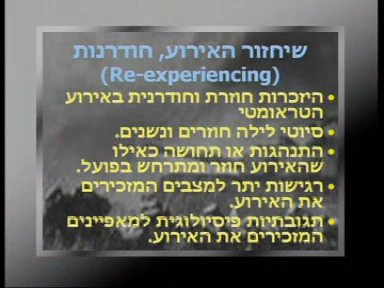 שיחזור האירוע, חודרנות
(Re-experiencing)
• היזכרות חוזרת וחודרנית באירוע
הטראומטי
• סיוטי לילה חוזרים ונשנים.
• התנהגות או תחושה כאילו
שהאירוע חוזר ומתרחש בפועל.
• רגישות יתר למצבים המזכירים
את האירוע.
• תגובתיות פיסיולוגית למאפיינים
המזכירים את האירוע.